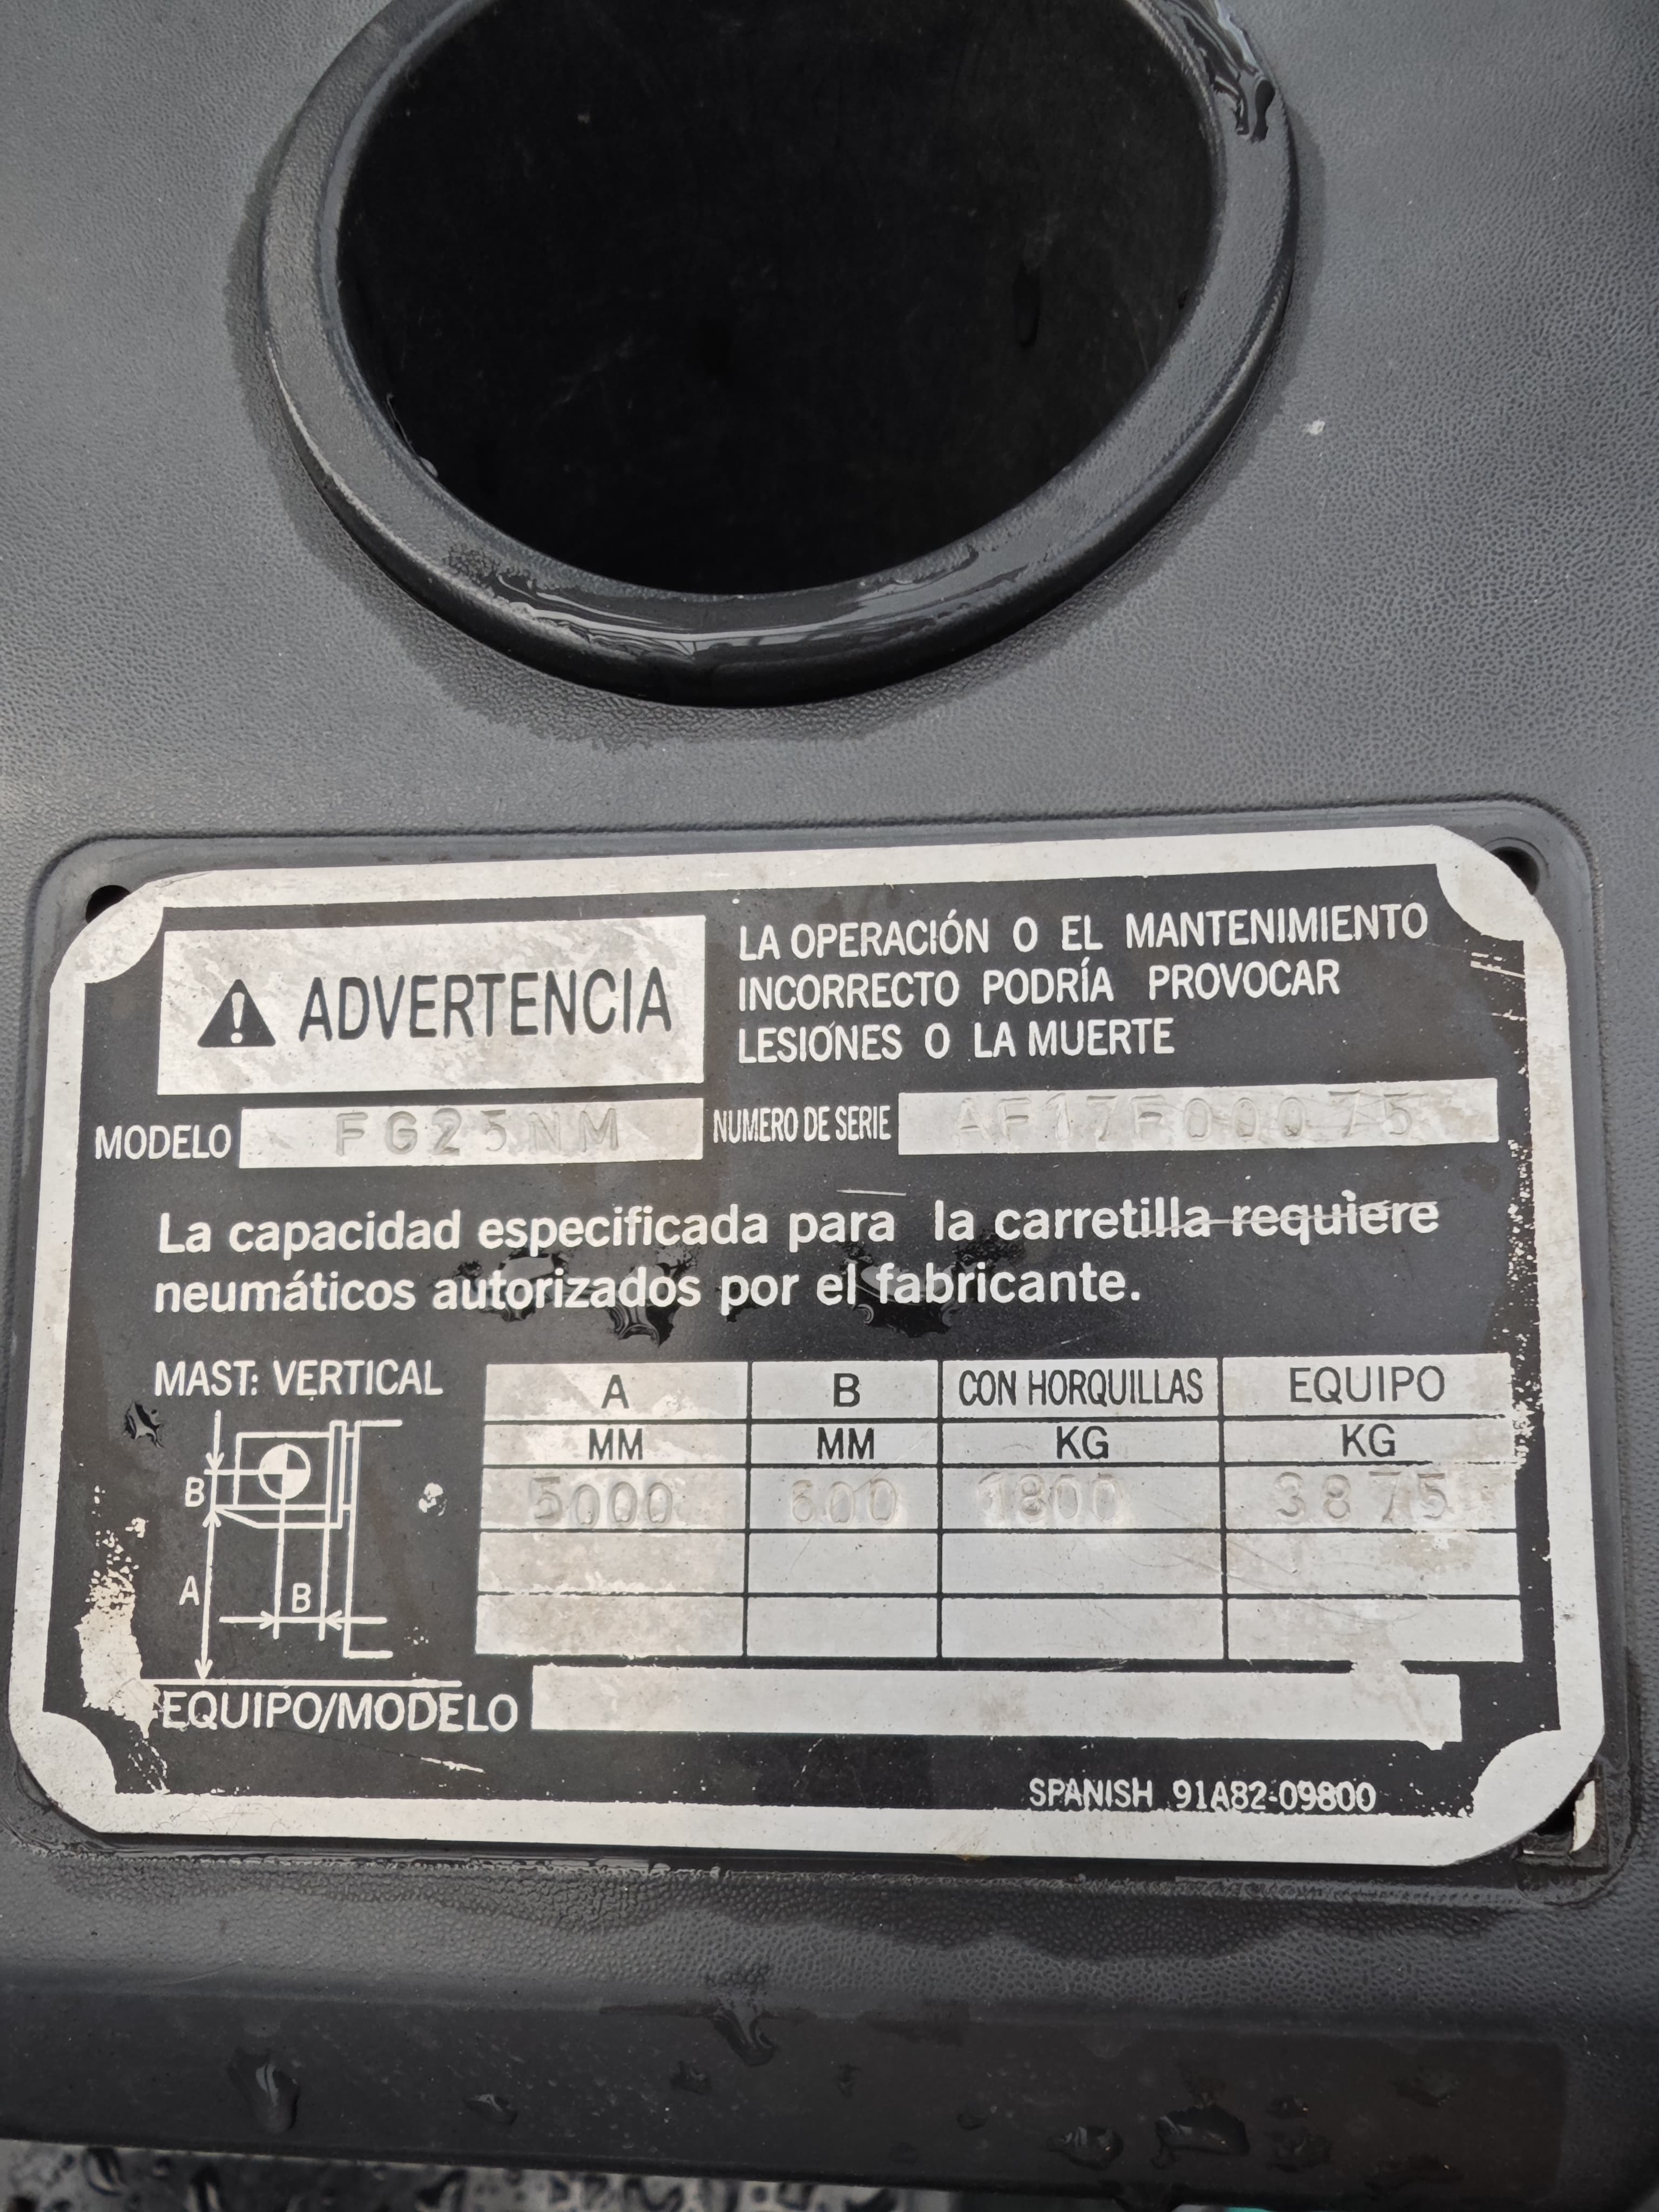 ADVERTENCIA
LA OPERACIÓN O EL MANTENIMIENTO
INCORRECTO PODRÍA PROVOCAR
LESIONES O LA MUERTE
MODELO FG25NM NUMERO DE SERIE AF17F00075
La capacidad especificada para la carretilla requiere
neumáticos autorizados por el fabricante.
MAST: VERTICAL
A B CON HORQUILLAS EQUIPO
MM MM KG KG
5000 600 1800 3875
B
A
B
EQUIPO/MODELO
SPANISH 91A82-09800